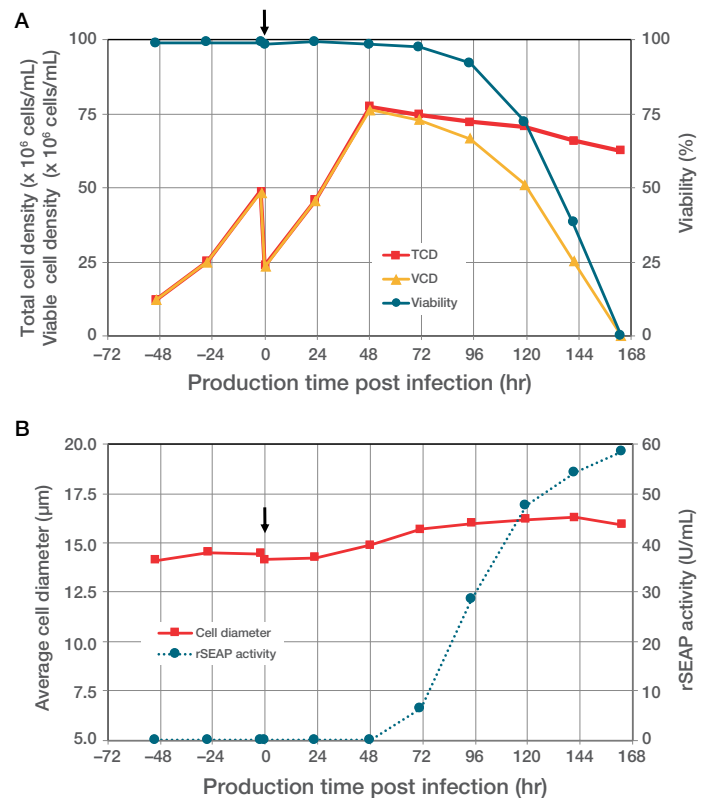 A
Total cell density (x 10⁶ cells/mL)
Viable cell density (x 10⁶ cells/mL)
100
75
50
25
0
100
75
50
25
0
Viability (%)
TCD
VCD
Viability
−72 −48 −24 0 24 48 72 96 120 144 168
Production time post infection (hr)
B
Average cell diameter (µm)
20.0
17.5
15.0
12.5
10.0
7.5
5.0
60
50
40
30
20
10
0
rSEAP activity (U/mL)
Cell diameter
rSEAP activity
−72 −48 −24 0 24 48 72 96 120 144 168
Production time post infection (hr)